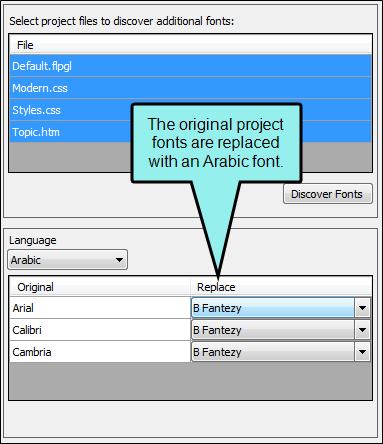 Select project files to discover additional fonts:
File
Default.flpgl
Modern.css
Styles.css
Topic.htm
The original project
fonts are replaced
with an Arabic font.
Discover Fonts
Language
Arabic
Original Replace
Arial B Fantezy
Calibri B Fantezy
Cambria B Fantezy